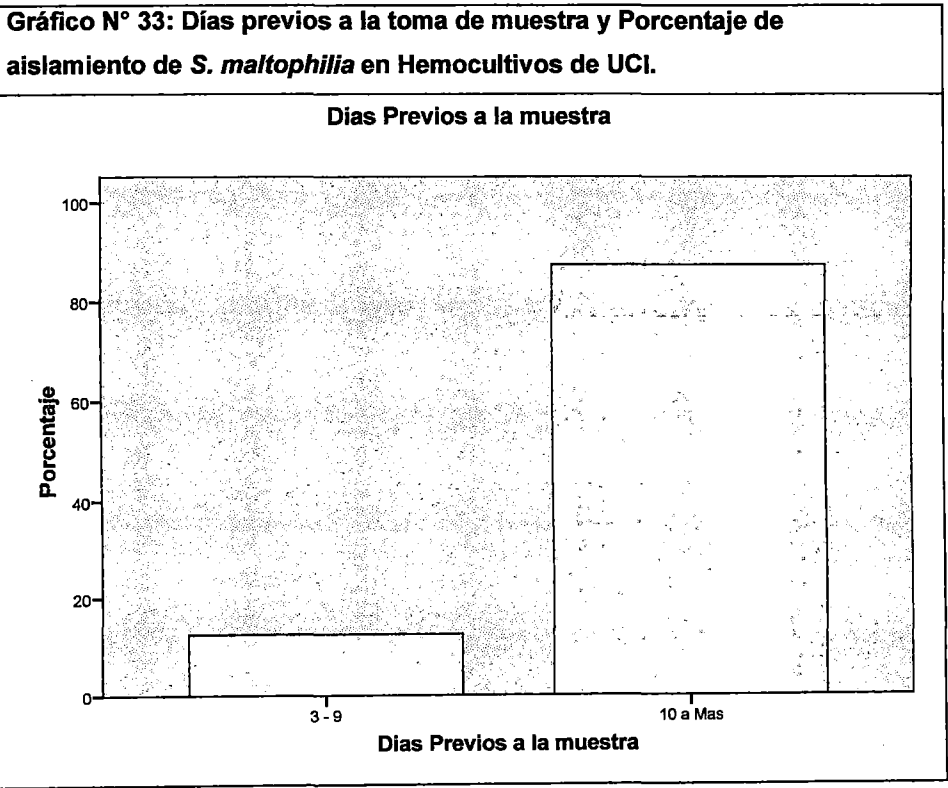 Gráfico N° 33: Días previos a la toma de muestra y Porcentaje de
aislamiento de S. maltophilia en Hemocultivos de UCI.
Dias Previos a la muestra
100
80
60
40
20
0
Porcentaje
3 - 9
10 a Mas
Dias Previos a la muestra